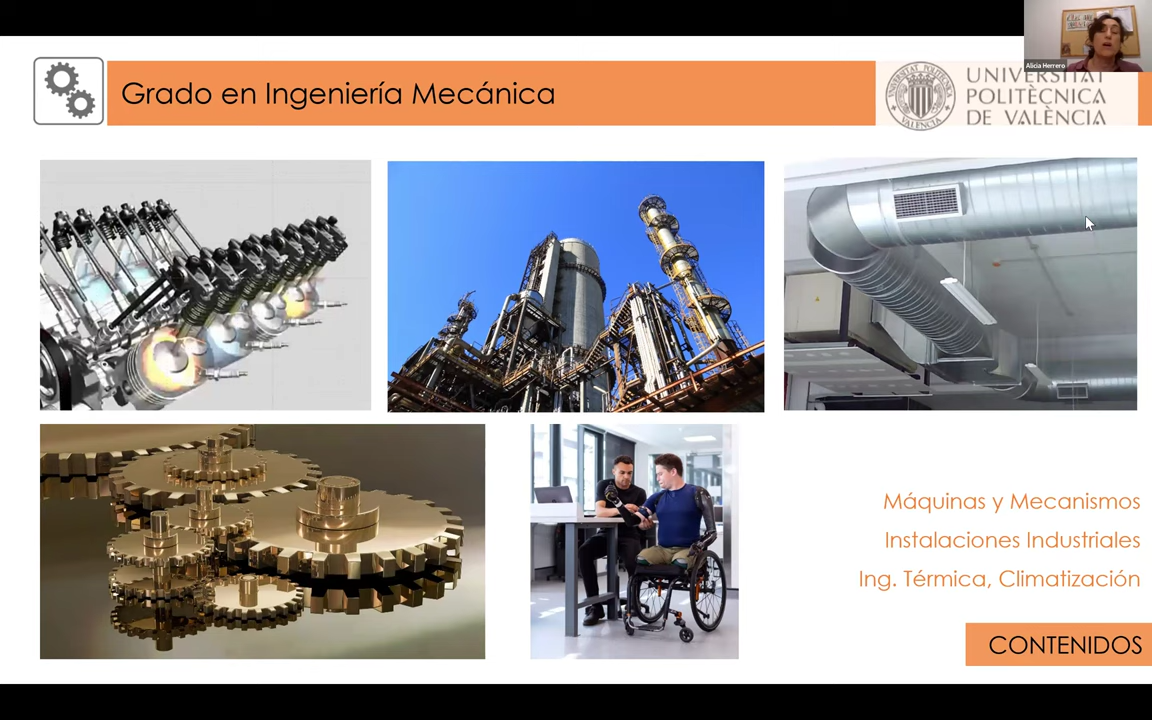 Grado en Ingeniería Mecánica
Alicia Herrero
UNIVERSITAT
POLITÈCNICA
DE VALÈNCIA
Máquinas y Mecanismos
Instalaciones Industriales
Ing. Térmica, Climatización
CONTENIDOS